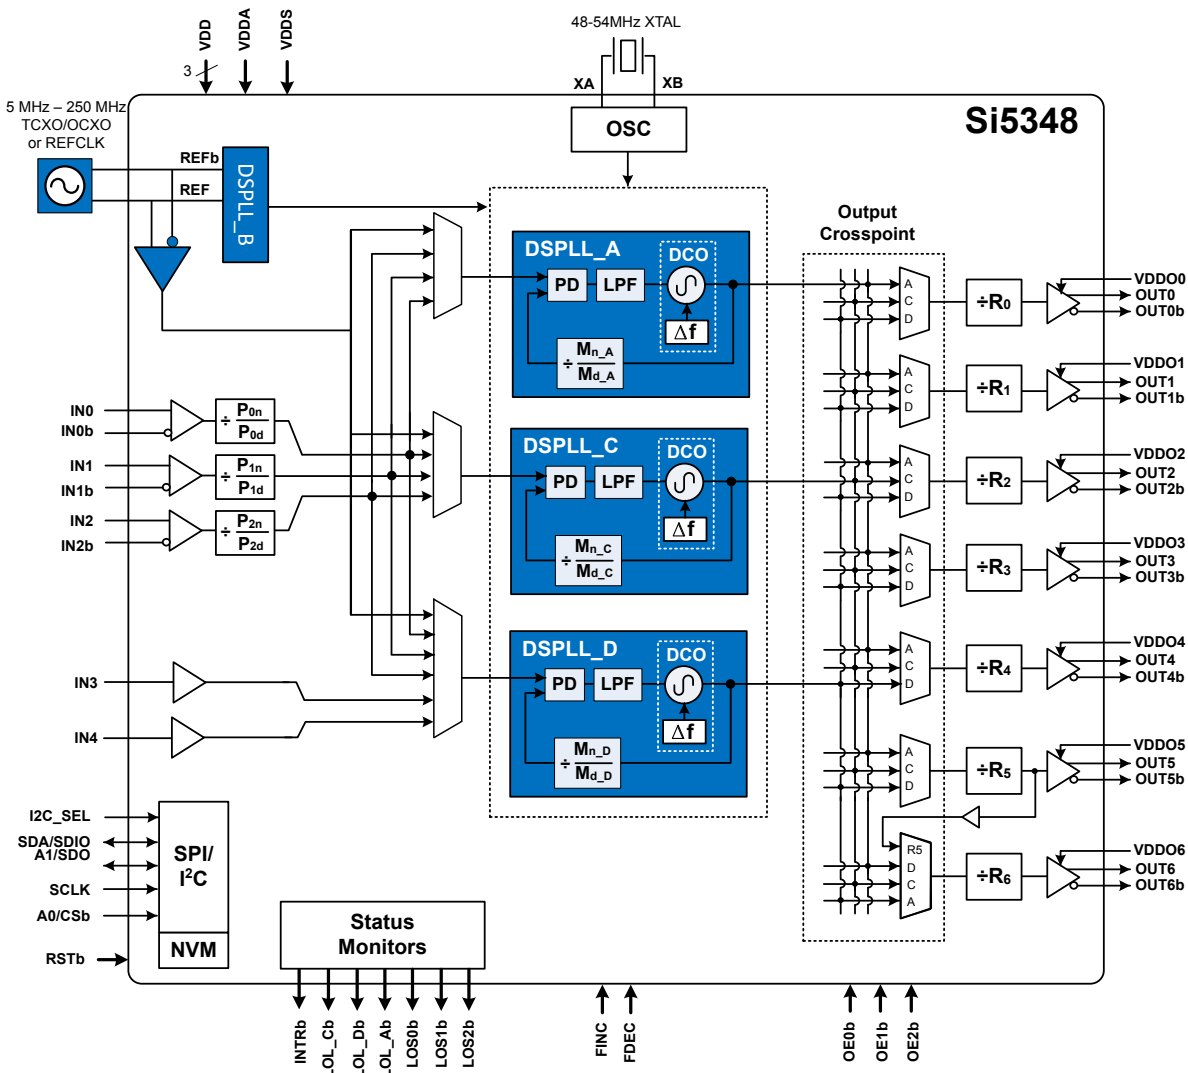 48-54MHz XTAL
VDD
VDDA
VDDS
3
XA
XB
5 MHz – 250 MHz
TCXO/OCXO
or REFCLK
OSC
Si5348
REFb
REF
DSPLL_B
Output
Crosspoint
DSPLL_A
DCO
PD
LPF
Δf
÷ Mn_A
Md_A
A
C
D
÷R0
VDDO0
OUT0
OUT0b
A
C
D
÷R1
VDDO1
OUT1
OUT1b
IN0
IN0b
÷ P0n
P0d
IN1
IN1b
÷ P1n
P1d
IN2
IN2b
÷ P2n
P2d
DSPLL_C
DCO
PD
LPF
Δf
÷ Mn_C
Md_C
A
C
D
÷R2
VDDO2
OUT2
OUT2b
A
C
D
÷R3
VDDO3
OUT3
OUT3b
IN3
IN4
DSPLL_D
DCO
PD
LPF
Δf
÷ Mn_D
Md_D
A
C
D
÷R4
VDDO4
OUT4
OUT4b
A
C
D
÷R5
VDDO5
OUT5
OUT5b
R5
D
C
A
÷R6
VDDO6
OUT6
OUT6b
I2C_SEL
SDA/SDIO
A1/SDO
SCLK
A0/CSb
RSTb
SPI/
I2C
NVM
Status
Monitors
INTRb
LOL_Cb
LOL_Db
LOL_Ab
LOS0b
LOS1b
LOS2b
FINC
FDEC
OE0b
OE1b
OE2b